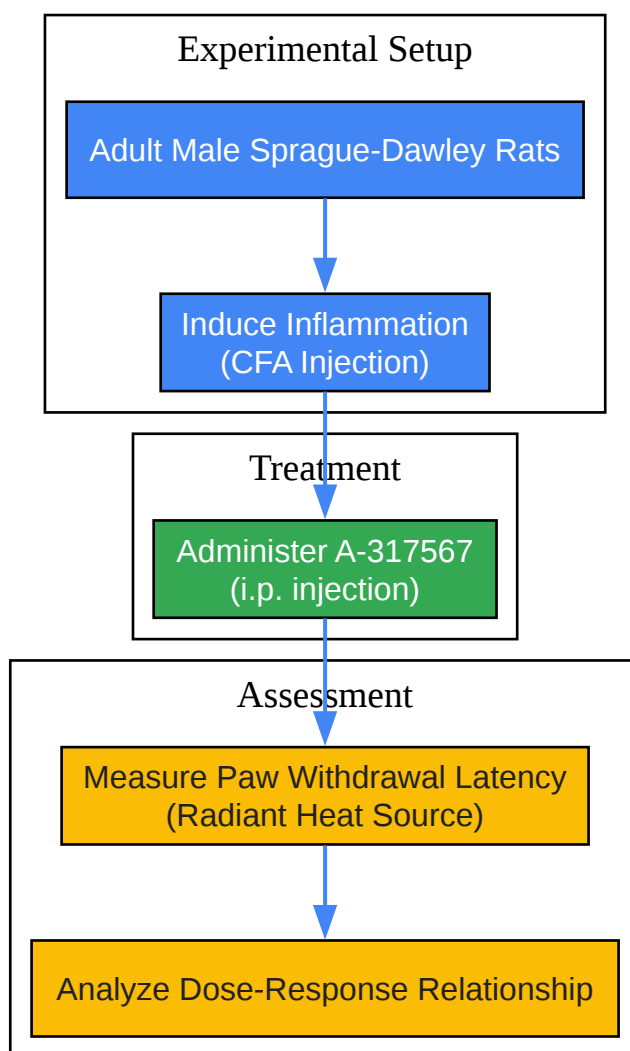 Experimental Setup
Adult Male Sprague-Dawley Rats
Induce Inflammation
(CFA Injection)
Treatment
Administer A-317567
(i.p. injection)
Assessment
Measure Paw Withdrawal Latency
(Radiant Heat Source)
Analyze Dose-Response Relationship